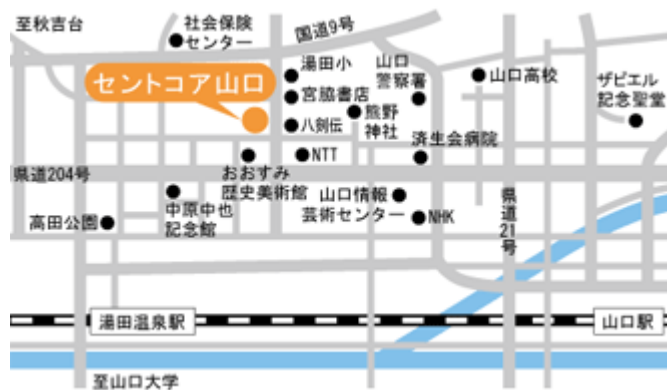 至秋吉台
社会保険
センター
国道9号
湯田小
山口
警察署
山口高校
ザビエル
記念聖堂
セントコア山口
宮脇書店
熊野
神社
八剣伝
済生会病院
NTT
おおすみ
歴史美術館
県道204号
中原中也
記念館
山口情報
芸術センター
県道21号
高田公園
NHK
湯田温泉駅
山口駅
至山口大学